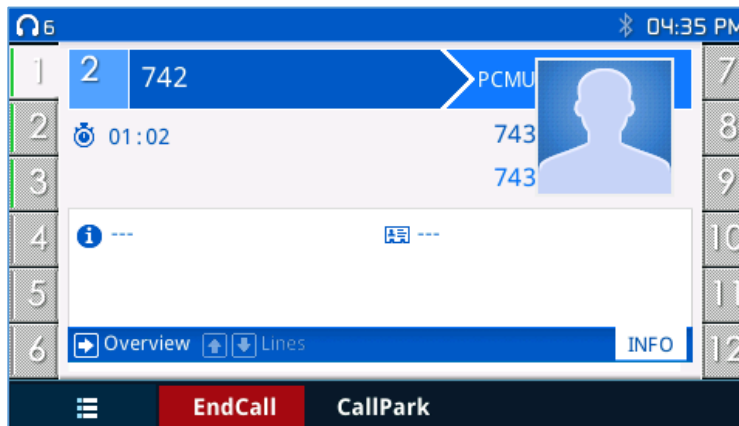 6 04:35 PM
1 2 742 PCMU 7
2 01:02 743 8
3 743 9
4 --- --- 10
5 11
6 Overview Lines INFO 12
EndCall CallPark